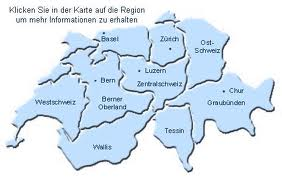 Klicken Sie in der Karte auf die Region
um mehr Informationen zu erhalten
Basel
Zürich
Ost-
Schweiz
Luzern
Bern
Zentralschweiz
Chur
Westschweiz
Berner
Oberland
Graubünden
Tessin
Wallis